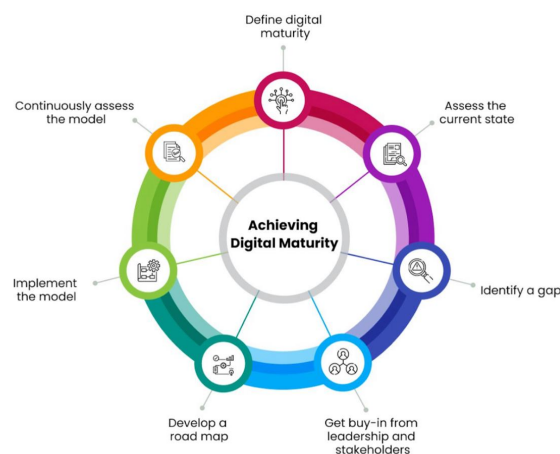 Define digital
maturity
Assess the
current state
Identify a gap
Get buy-in from
leadership and
stakeholders
Develop a
road map
Implement
the model
Continuously assess
the model
Achieving
Digital Maturity